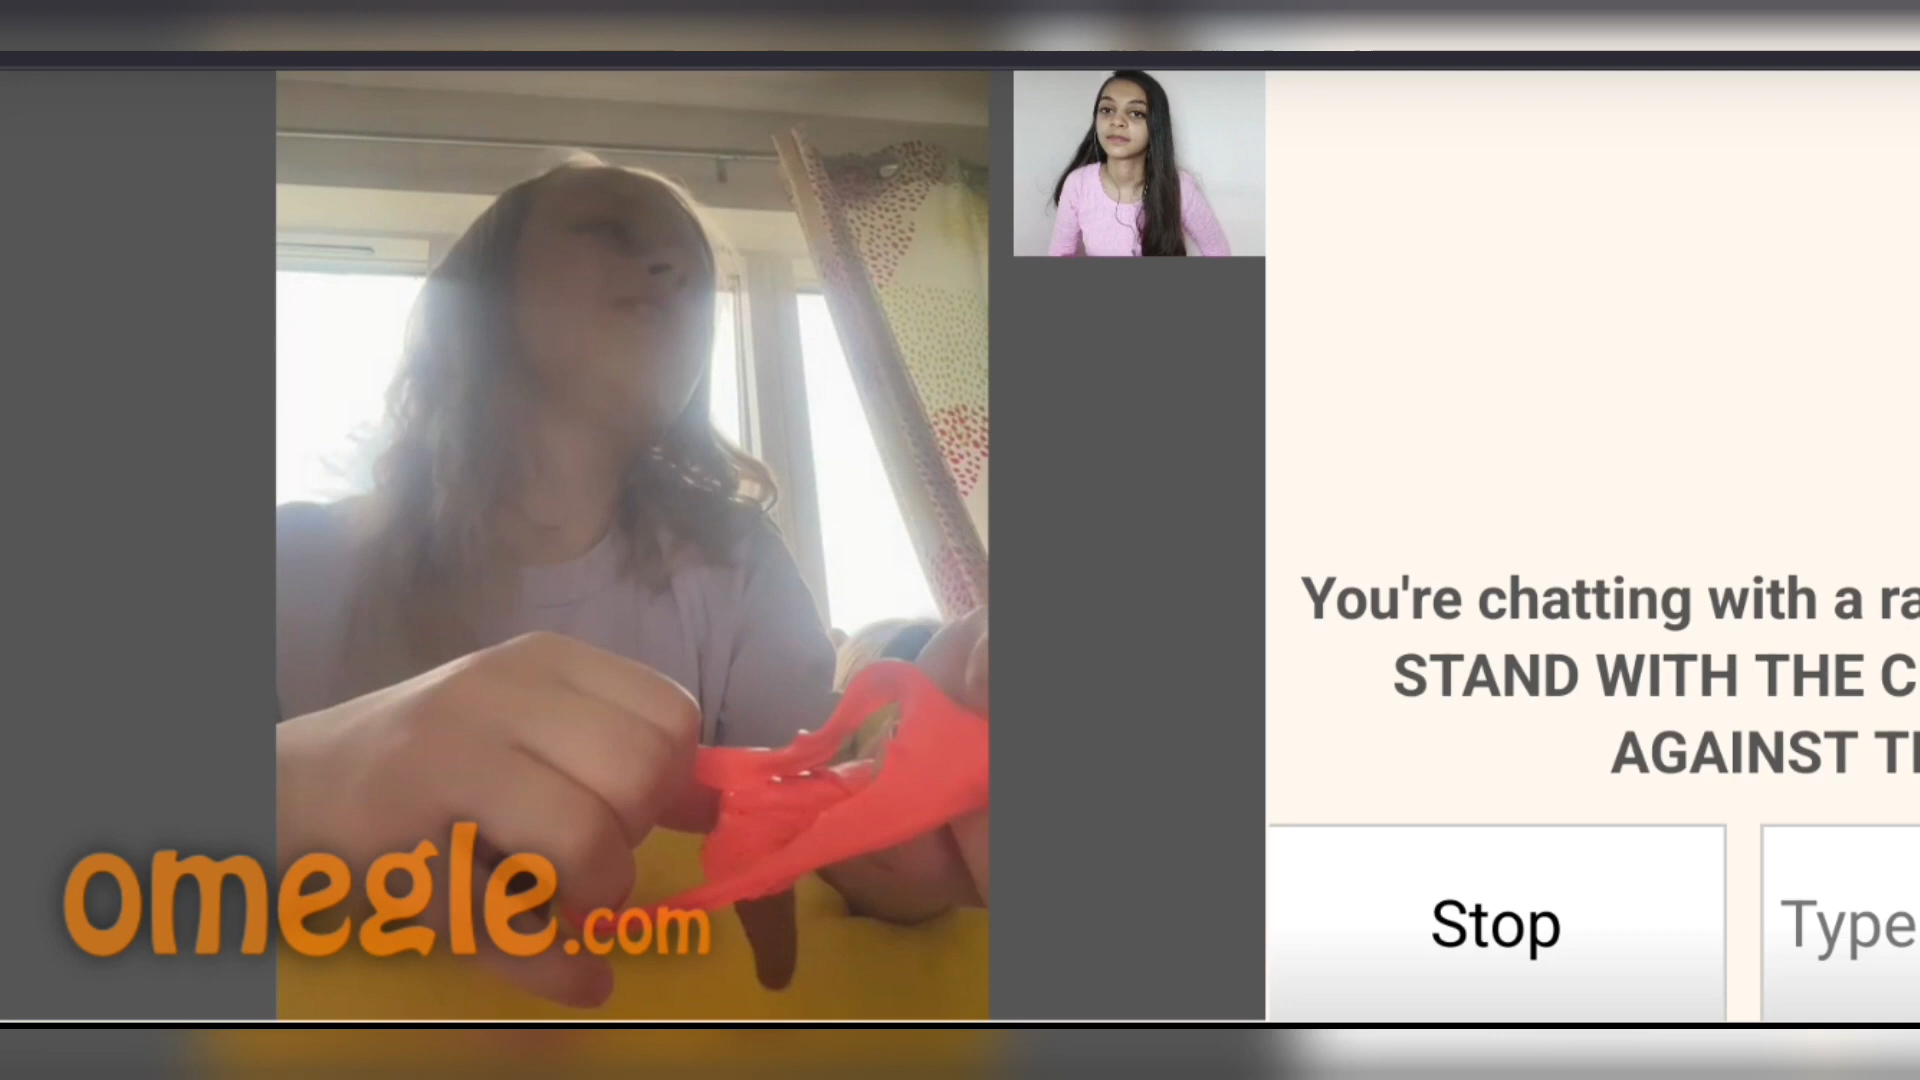 omegle.com
You're chatting with a ra
STAND WITH THE C
AGAINST
Stop
Type